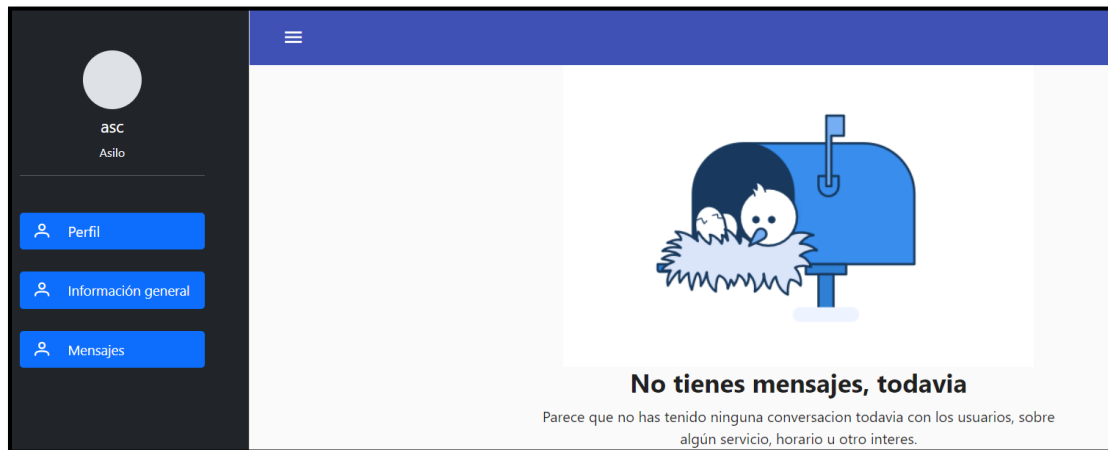 asc
Asilo
Perfil
Información general
Mensajes
No tienes mensajes, todavia
Parece que no has tenido ninguna conversacion todavia con los usuarios, sobre
algún servicio, horario u otro interes.